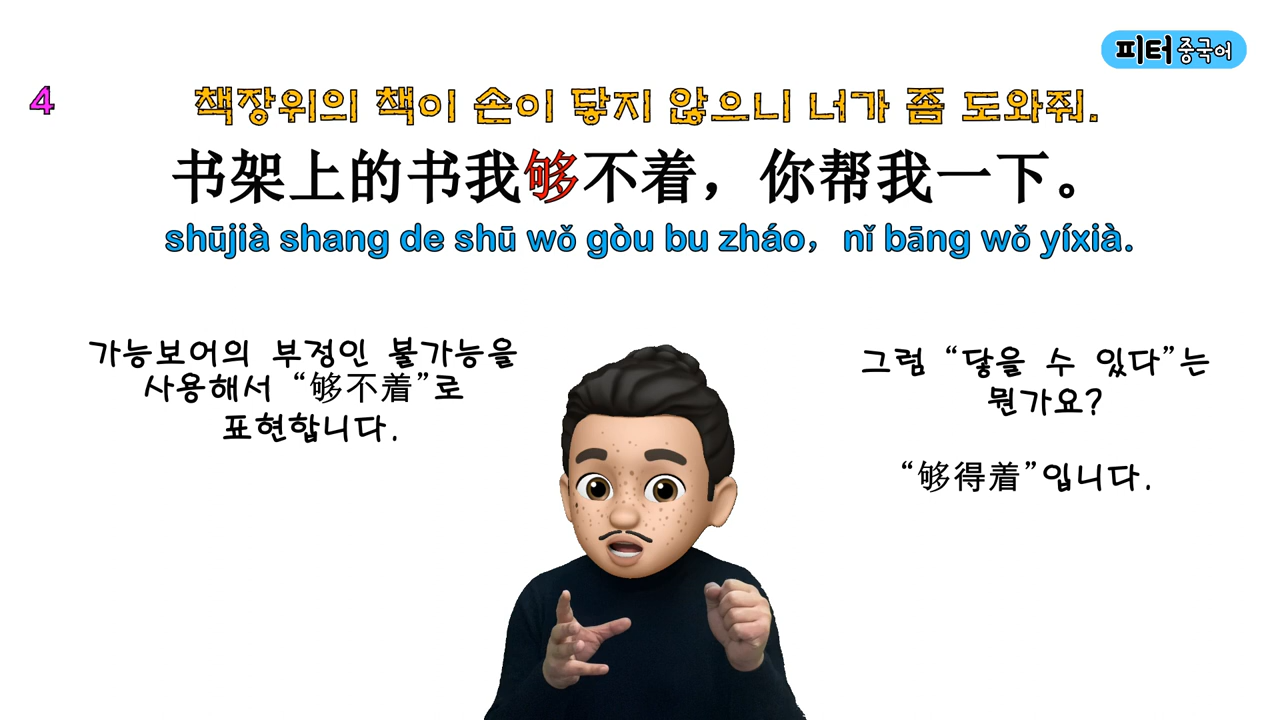 피터 중국어
4
책장위의 책이 손이 닿지 않으니 너가 좀 도와줘.
书架上的书我够不着，你帮我一下。
shūjià shang de shū wǒ gòu bu zháo，nǐ bāng wǒ yíxià.
가능보어의 부정인 불가능을
사용해서 “够不着”로
표현합니다.
그럼 “닿을 수 있다”는
뭔가요?
“够得着”입니다.